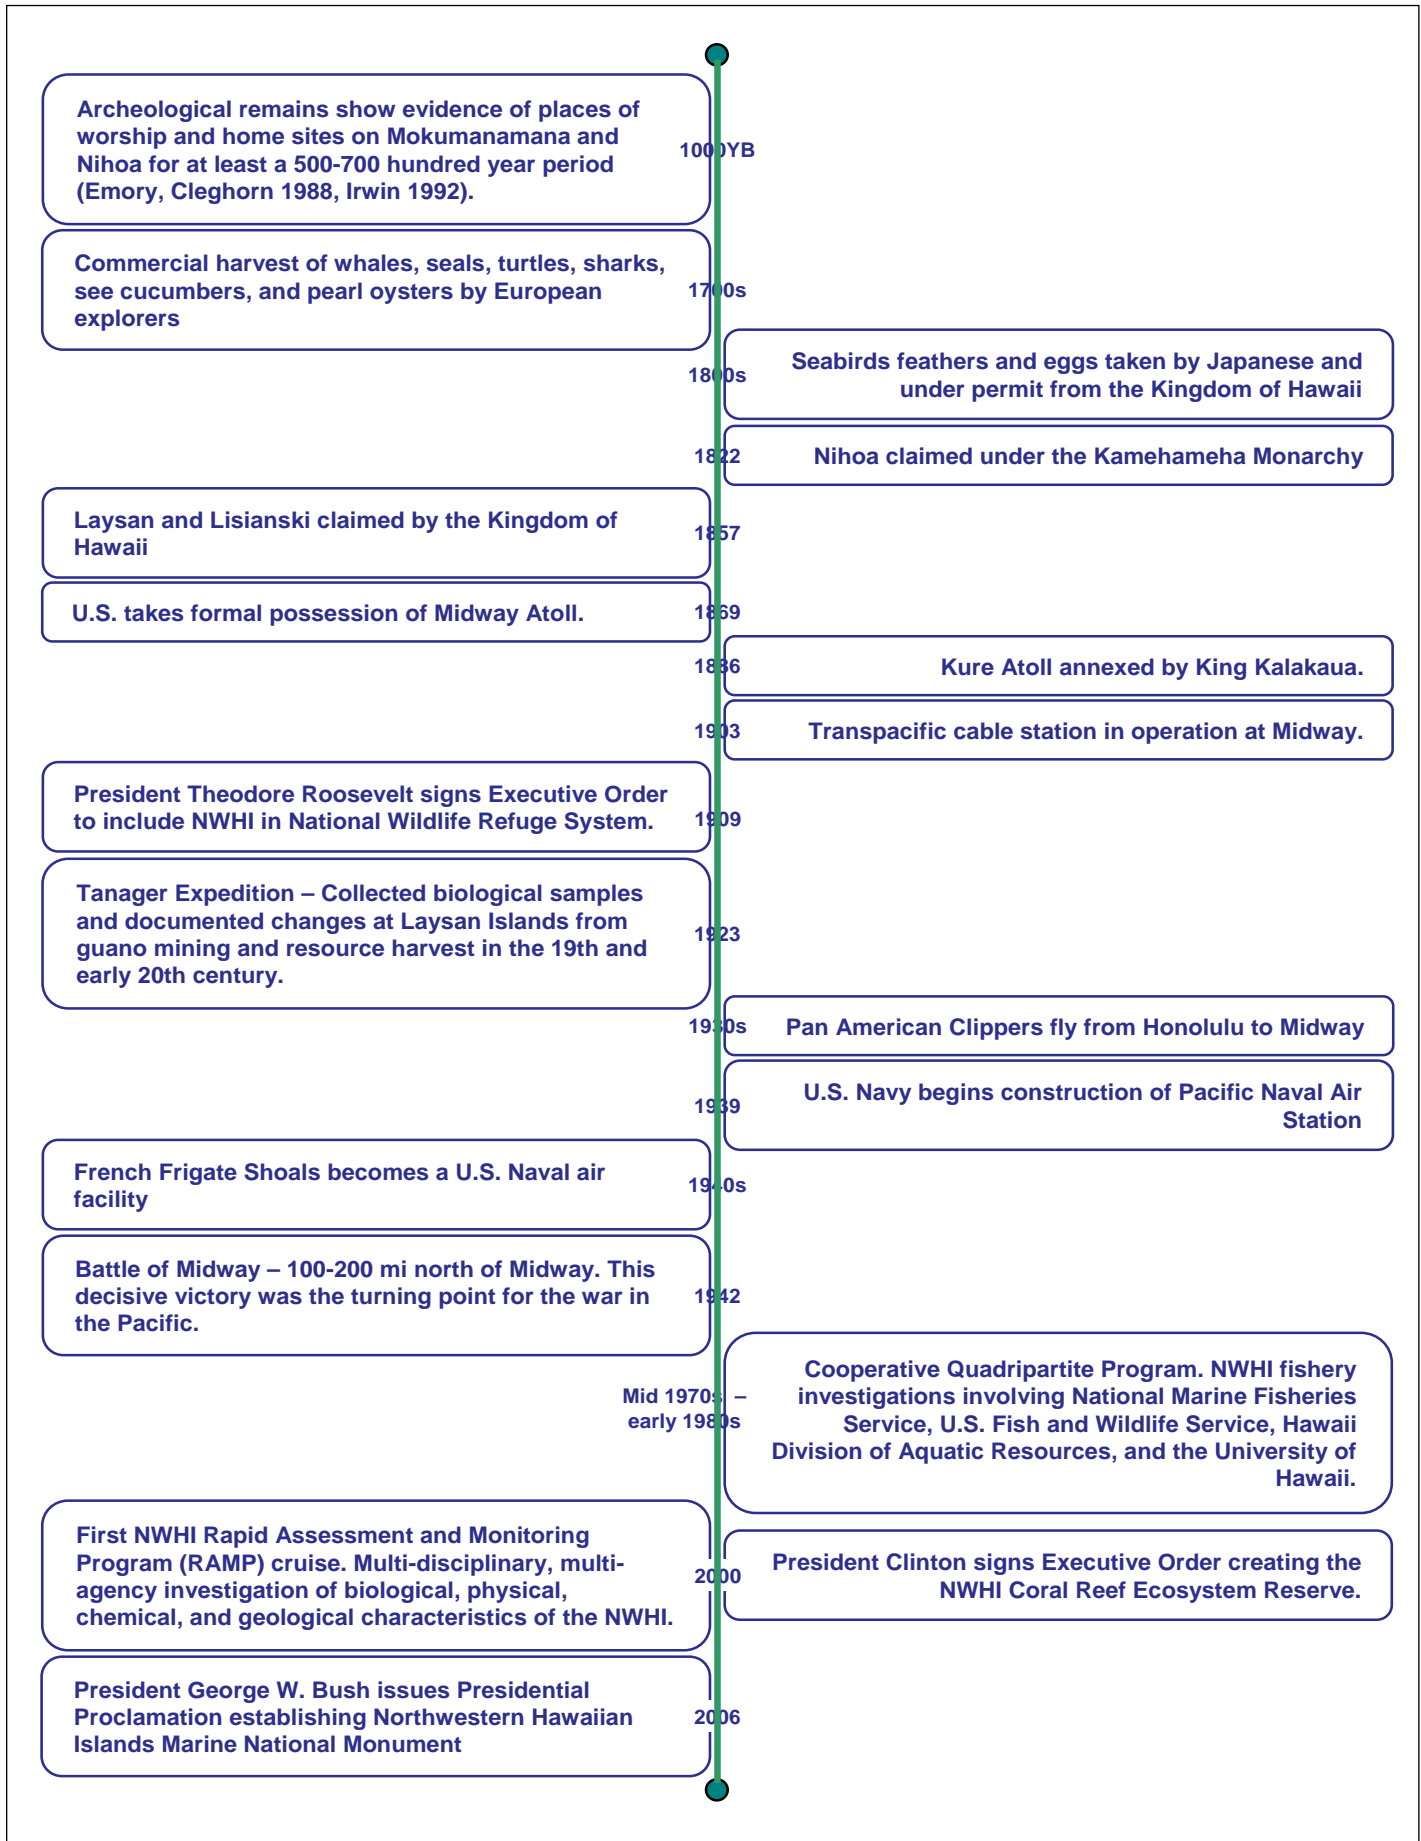 Archeological remains show evidence of places of
worship and home sites on Mokumanamana and
Nihoa for at least a 500-700 hundred year period
(Emory, Cleghorn 1988, Irwin 1992).
1000YB
Commercial harvest of whales, seals, turtles, sharks,
see cucumbers, and pearl oysters by European
explorers
1700s
1800s
Seabirds feathers and eggs taken by Japanese and
under permit from the Kingdom of Hawaii
1822
Nihoa claimed under the Kamehameha Monarchy
Laysan and Lisianski claimed by the Kingdom of
Hawaii
1857
U.S. takes formal possession of Midway Atoll.
1869
1886
Kure Atoll annexed by King Kalakaua.
1903
Transpacific cable station in operation at Midway.
President Theodore Roosevelt signs Executive Order
to include NWHI in National Wildlife Refuge System.
1909
Tanager Expedition – Collected biological samples
and documented changes at Laysan Islands from
guano mining and resource harvest in the 19th and
early 20th century.
1923
1930s
Pan American Clippers fly from Honolulu to Midway
1939
U.S. Navy begins construction of Pacific Naval Air
Station
French Frigate Shoals becomes a U.S. Naval air
facility
1940s
Battle of Midway – 100-200 mi north of Midway. This
decisive victory was the turning point for the war in
the Pacific.
1942
Mid 1970s –
early 1980s
Cooperative Quadripartite Program. NWHI fishery
investigations involving National Marine Fisheries
Service, U.S. Fish and Wildlife Service, Hawaii
Division of Aquatic Resources, and the University of
Hawaii.
First NWHI Rapid Assessment and Monitoring
Program (RAMP) cruise. Multi-disciplinary, multi-
agency investigation of biological, physical,
chemical, and geological characteristics of the NWHI.
2000
President Clinton signs Executive Order creating the
NWHI Coral Reef Ecosystem Reserve.
President George W. Bush issues Presidential
Proclamation establishing Northwestern Hawaiian
Islands Marine National Monument
2006